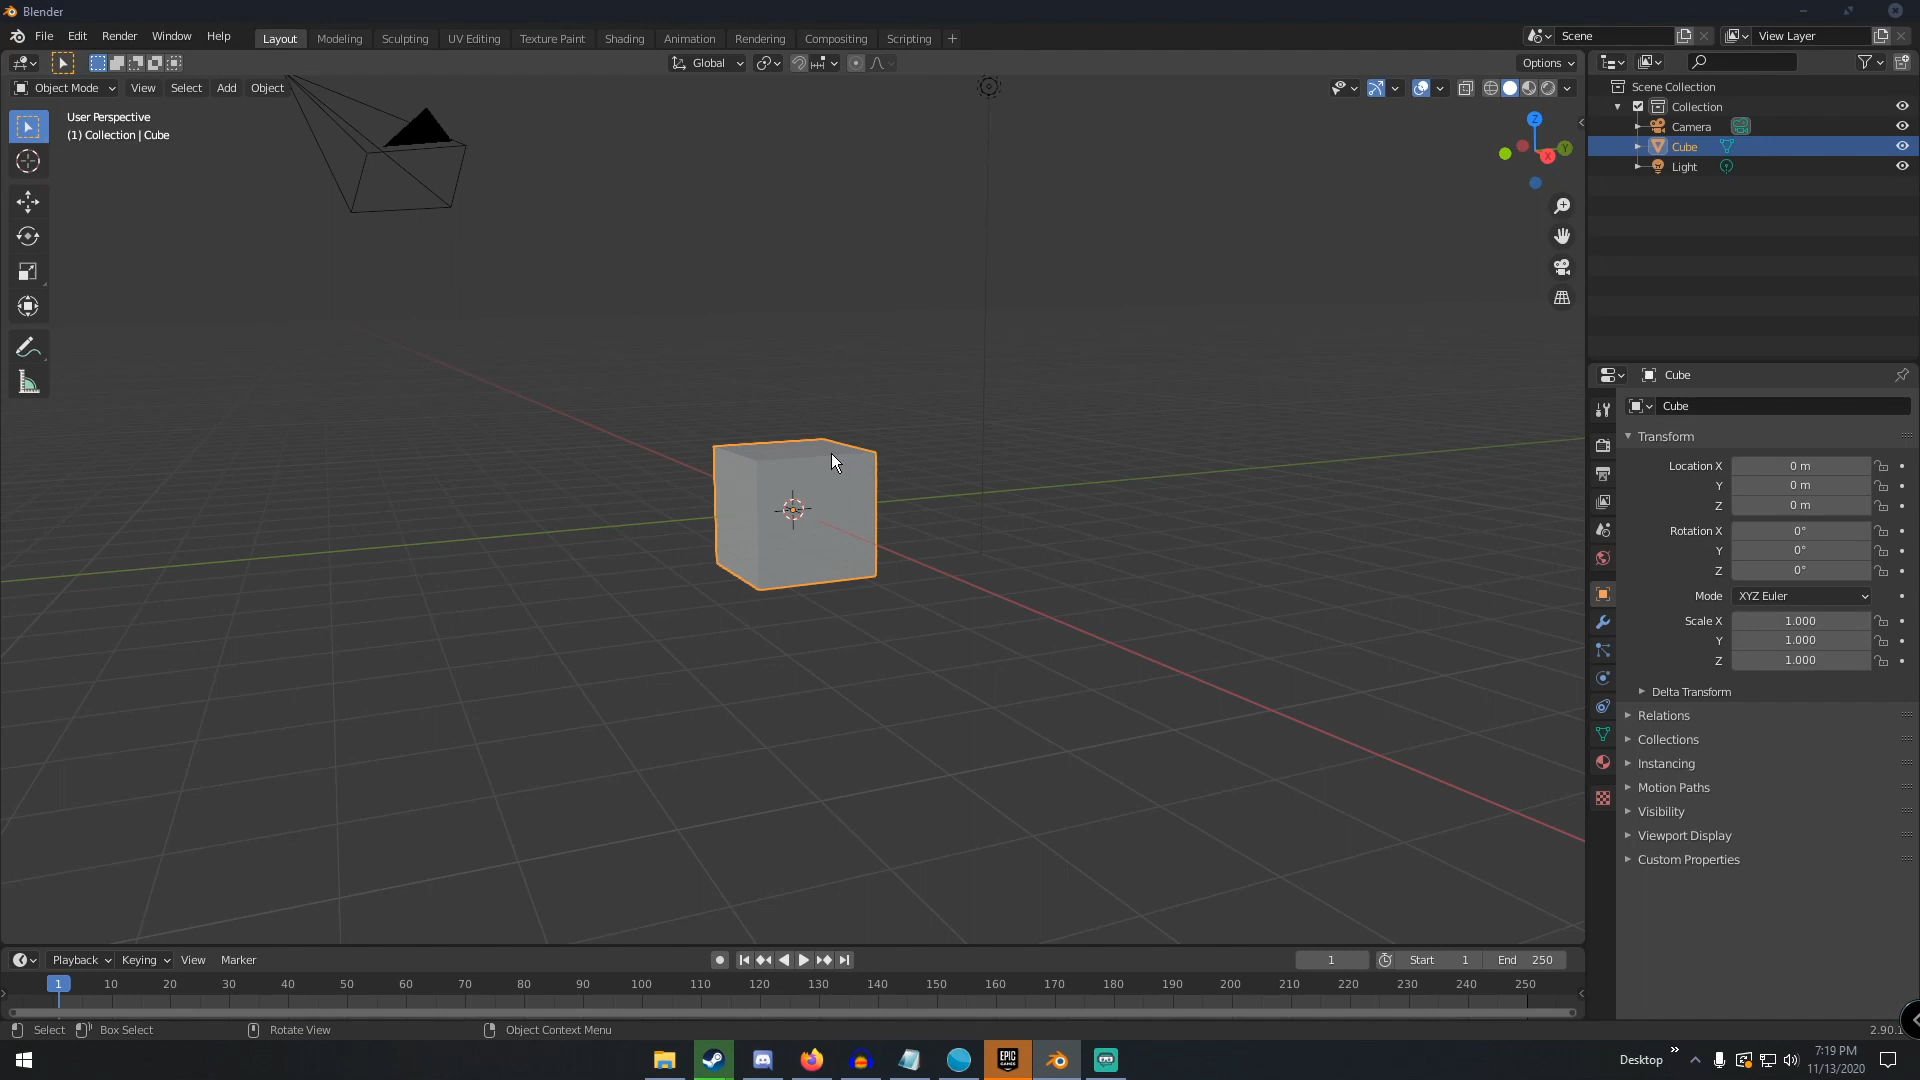 Blender
File Edit Render Window Help Layout Modeling Sculpting UV Editing Texture Paint Shading Animation Rendering Compositing Scripting + Scene View Layer
Global Options
Object Mode View Select Add Object
User Perspective
(1) Collection | Cube
Z
Y
X
Scene Collection
Collection
Camera
Cube
Light
Cube
Cube
Transform
Location X 0 m
Y 0 m
Z 0 m
Rotation X 0°
Y 0°
Z 0°
Mode XYZ Euler
Scale X 1.000
Y 1.000
Z 1.000
Delta Transform
Relations
Collections
Instancing
Motion Paths
Visibility
Viewport Display
Custom Properties
Playback Keying View Marker 1 Start 1 End 250
1 10 20 30 40 50 60 70 80 90 100 110 120 130 140 150 160 170 180 190 200 210 220 230 240 250
Select Box Select Rotate View Object Context Menu 2.90.1
EPIC GAMES
Desktop » 7:19 PM
11/13/2020